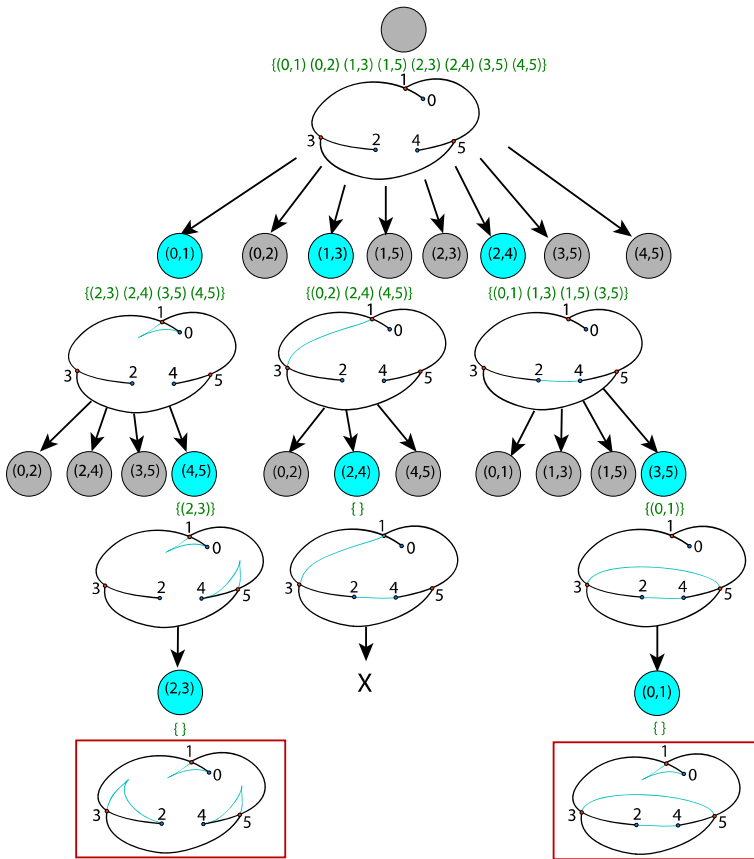 {(0,1) (0,2) (1,3) (1,5) (2,3) (2,4) (3,5) (4,5)}
1
0
3 2 4 5
(0,1) (0,2) (1,3) (1,5) (2,3) (2,4) (3,5) (4,5)
{(2,3) (2,4) (3,5) (4,5)} {(0,2) (2,4) (4,5)} {(0,1) (1,3) (1,5) (3,5)}
1 1 1
0 0 0
3 2 4 5 3 2 4 5 3 2 4 5
(0,2) (2,4) (3,5) (4,5) (0,2) (2,4) (4,5) (0,1) (1,3) (1,5) (3,5)
{(2,3)} { } {(0,1)}
1 1 1
0 0 0
3 2 4 5 3 2 4 5 3 2 4 5
(2,3) X (0,1)
{ } { }
1 1
0 0
3 2 4 5 3 2 4 5